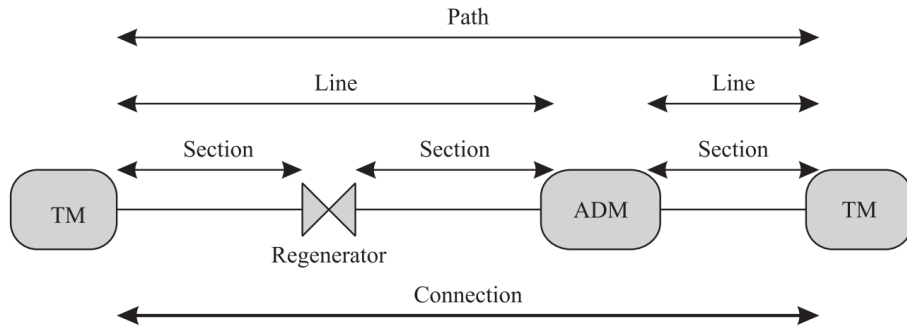 Path
Line Line
Section Section Section
TM ADM TM
Regenerator
Connection